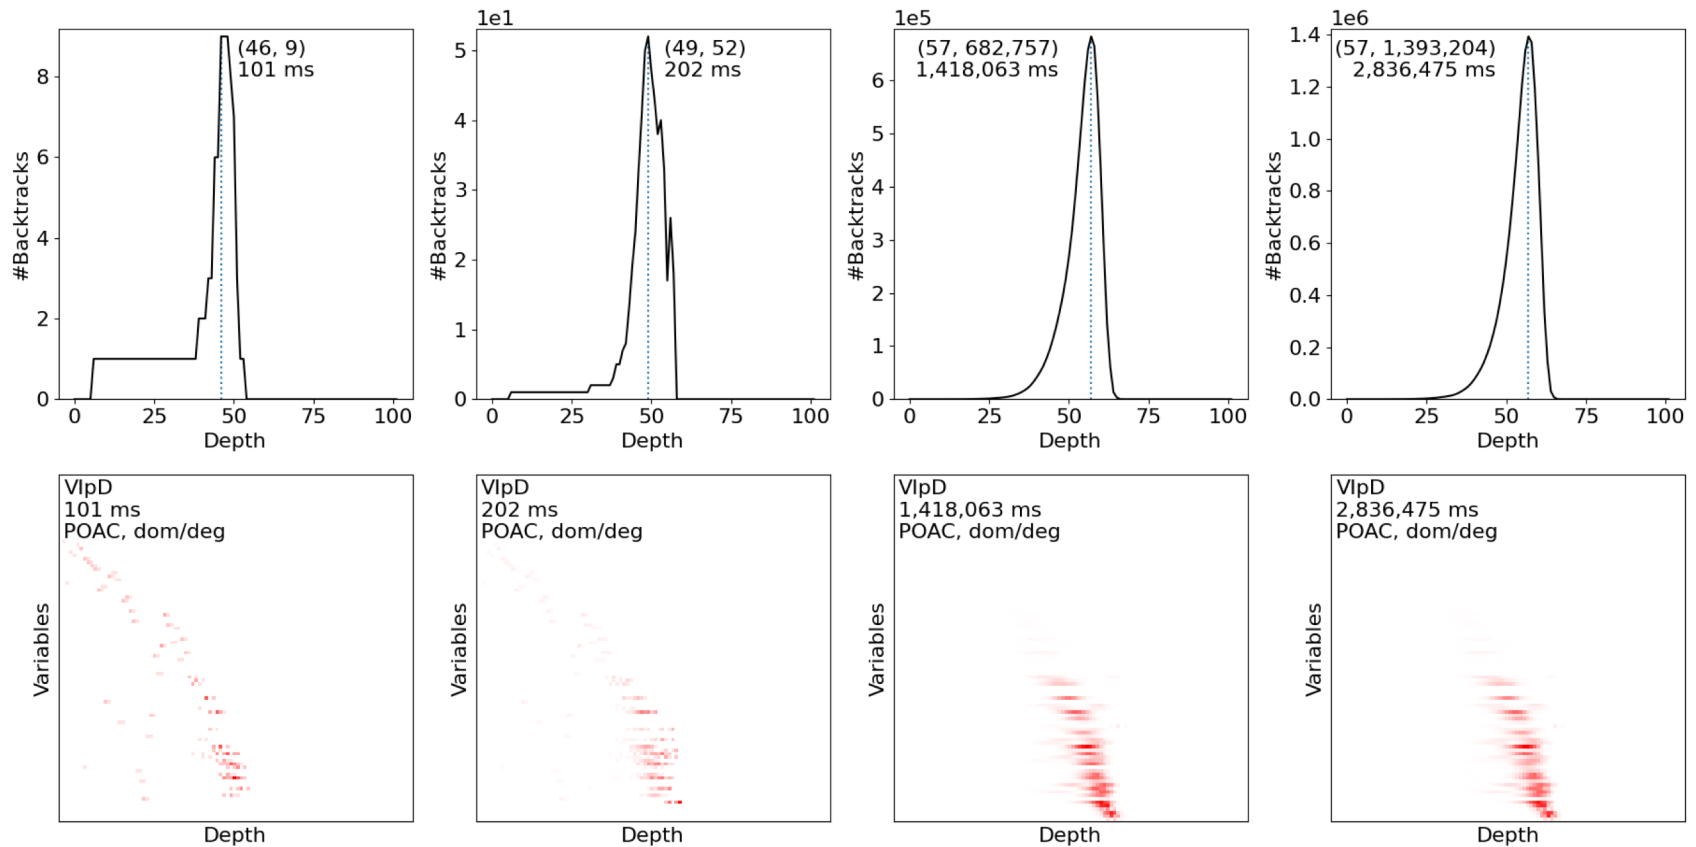 (46, 9)
101 ms
#Backtracks
8
6
4
2
0
0
25
50
75
100
Depth
1e1
(49, 52)
202 ms
#Backtracks
5
4
3
2
1
0
0
25
50
75
100
Depth
1e5
(57, 682,757)
1,418,063 ms
#Backtracks
6
5
4
3
2
1
0
0
25
50
75
100
Depth
1e6
(57, 1,393,204)
2,836,475 ms
#Backtracks
1.4
1.2
1.0
0.8
0.6
0.4
0.2
0.0
0
25
50
75
100
Depth
VIpD
101 ms
POAC, dom/deg
Variables
Depth
VIpD
202 ms
POAC, dom/deg
Variables
Depth
VIpD
1,418,063 ms
POAC, dom/deg
Variables
Depth
VIpD
2,836,475 ms
POAC, dom/deg
Variables
Depth